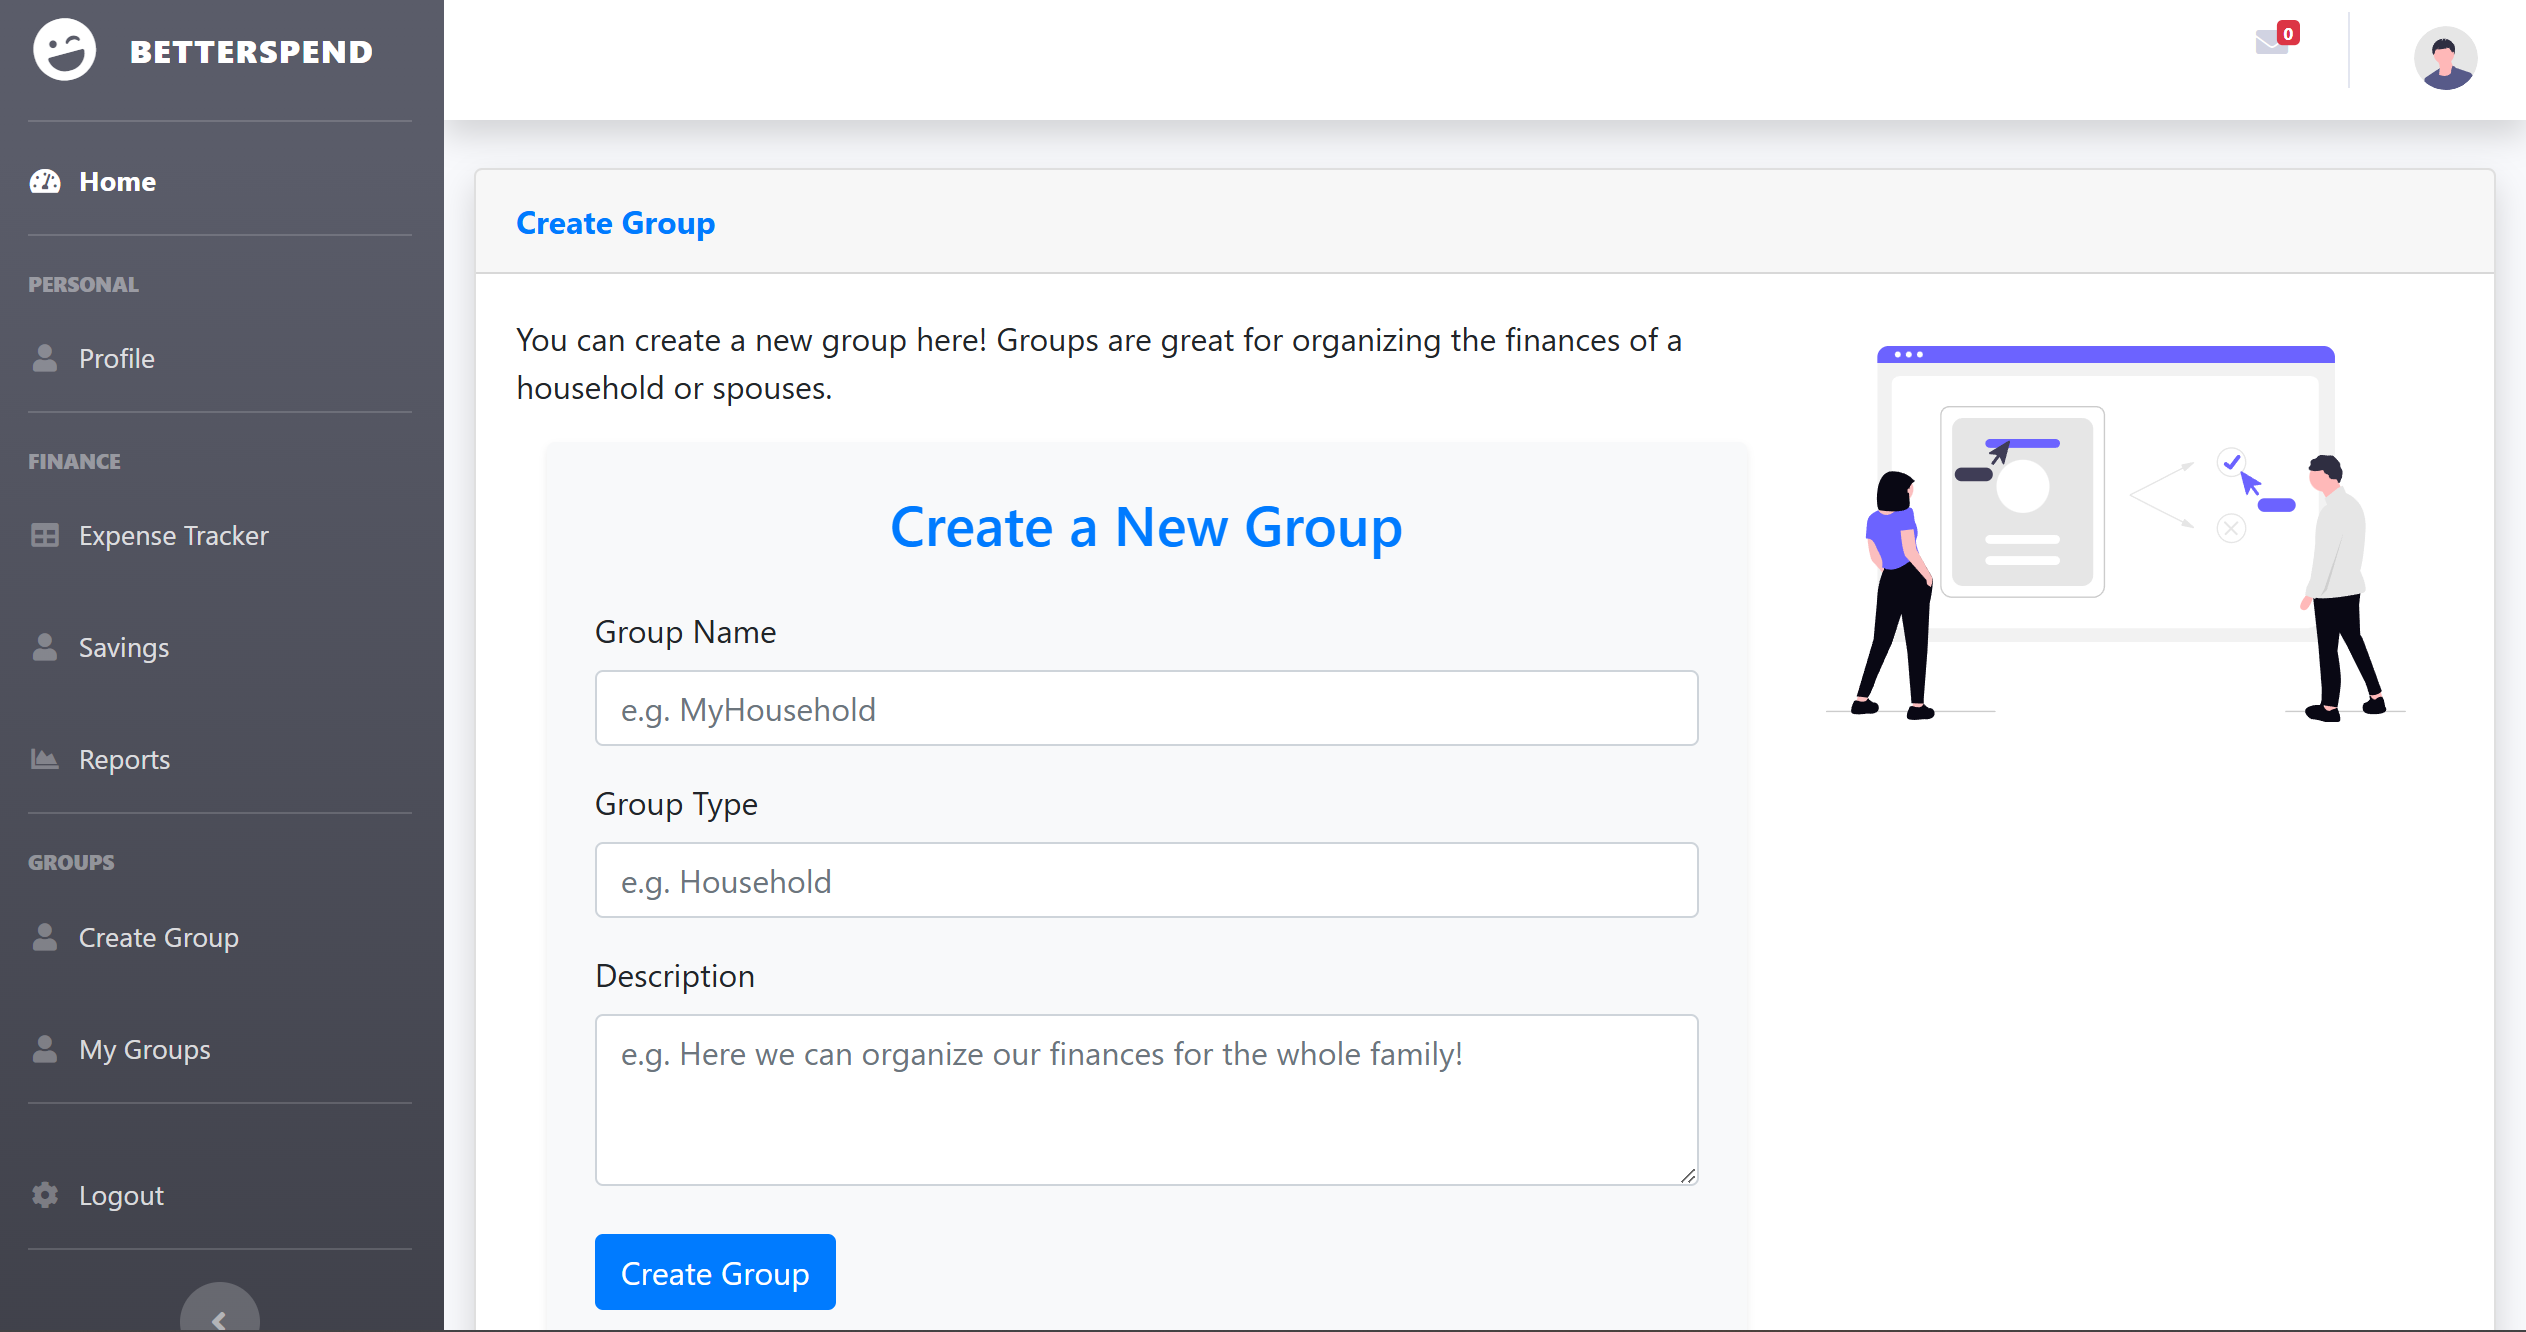 BETTERSPEND
0
Home
PERSONAL
Profile
FINANCE
Expense Tracker
Savings
Reports
GROUPS
Create Group
My Groups
Logout
Create Group
You can create a new group here! Groups are great for organizing the finances of a
household or spouses.
Create a New Group
Group Name
e.g. MyHousehold
Group Type
e.g. Household
Description
e.g. Here we can organize our finances for the whole family!
Create Group